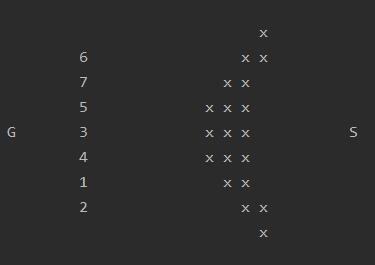 x
6 x x
7 x x
5 x x x
G 3 x x x S
4 x x x
1 x x
2 x x
x